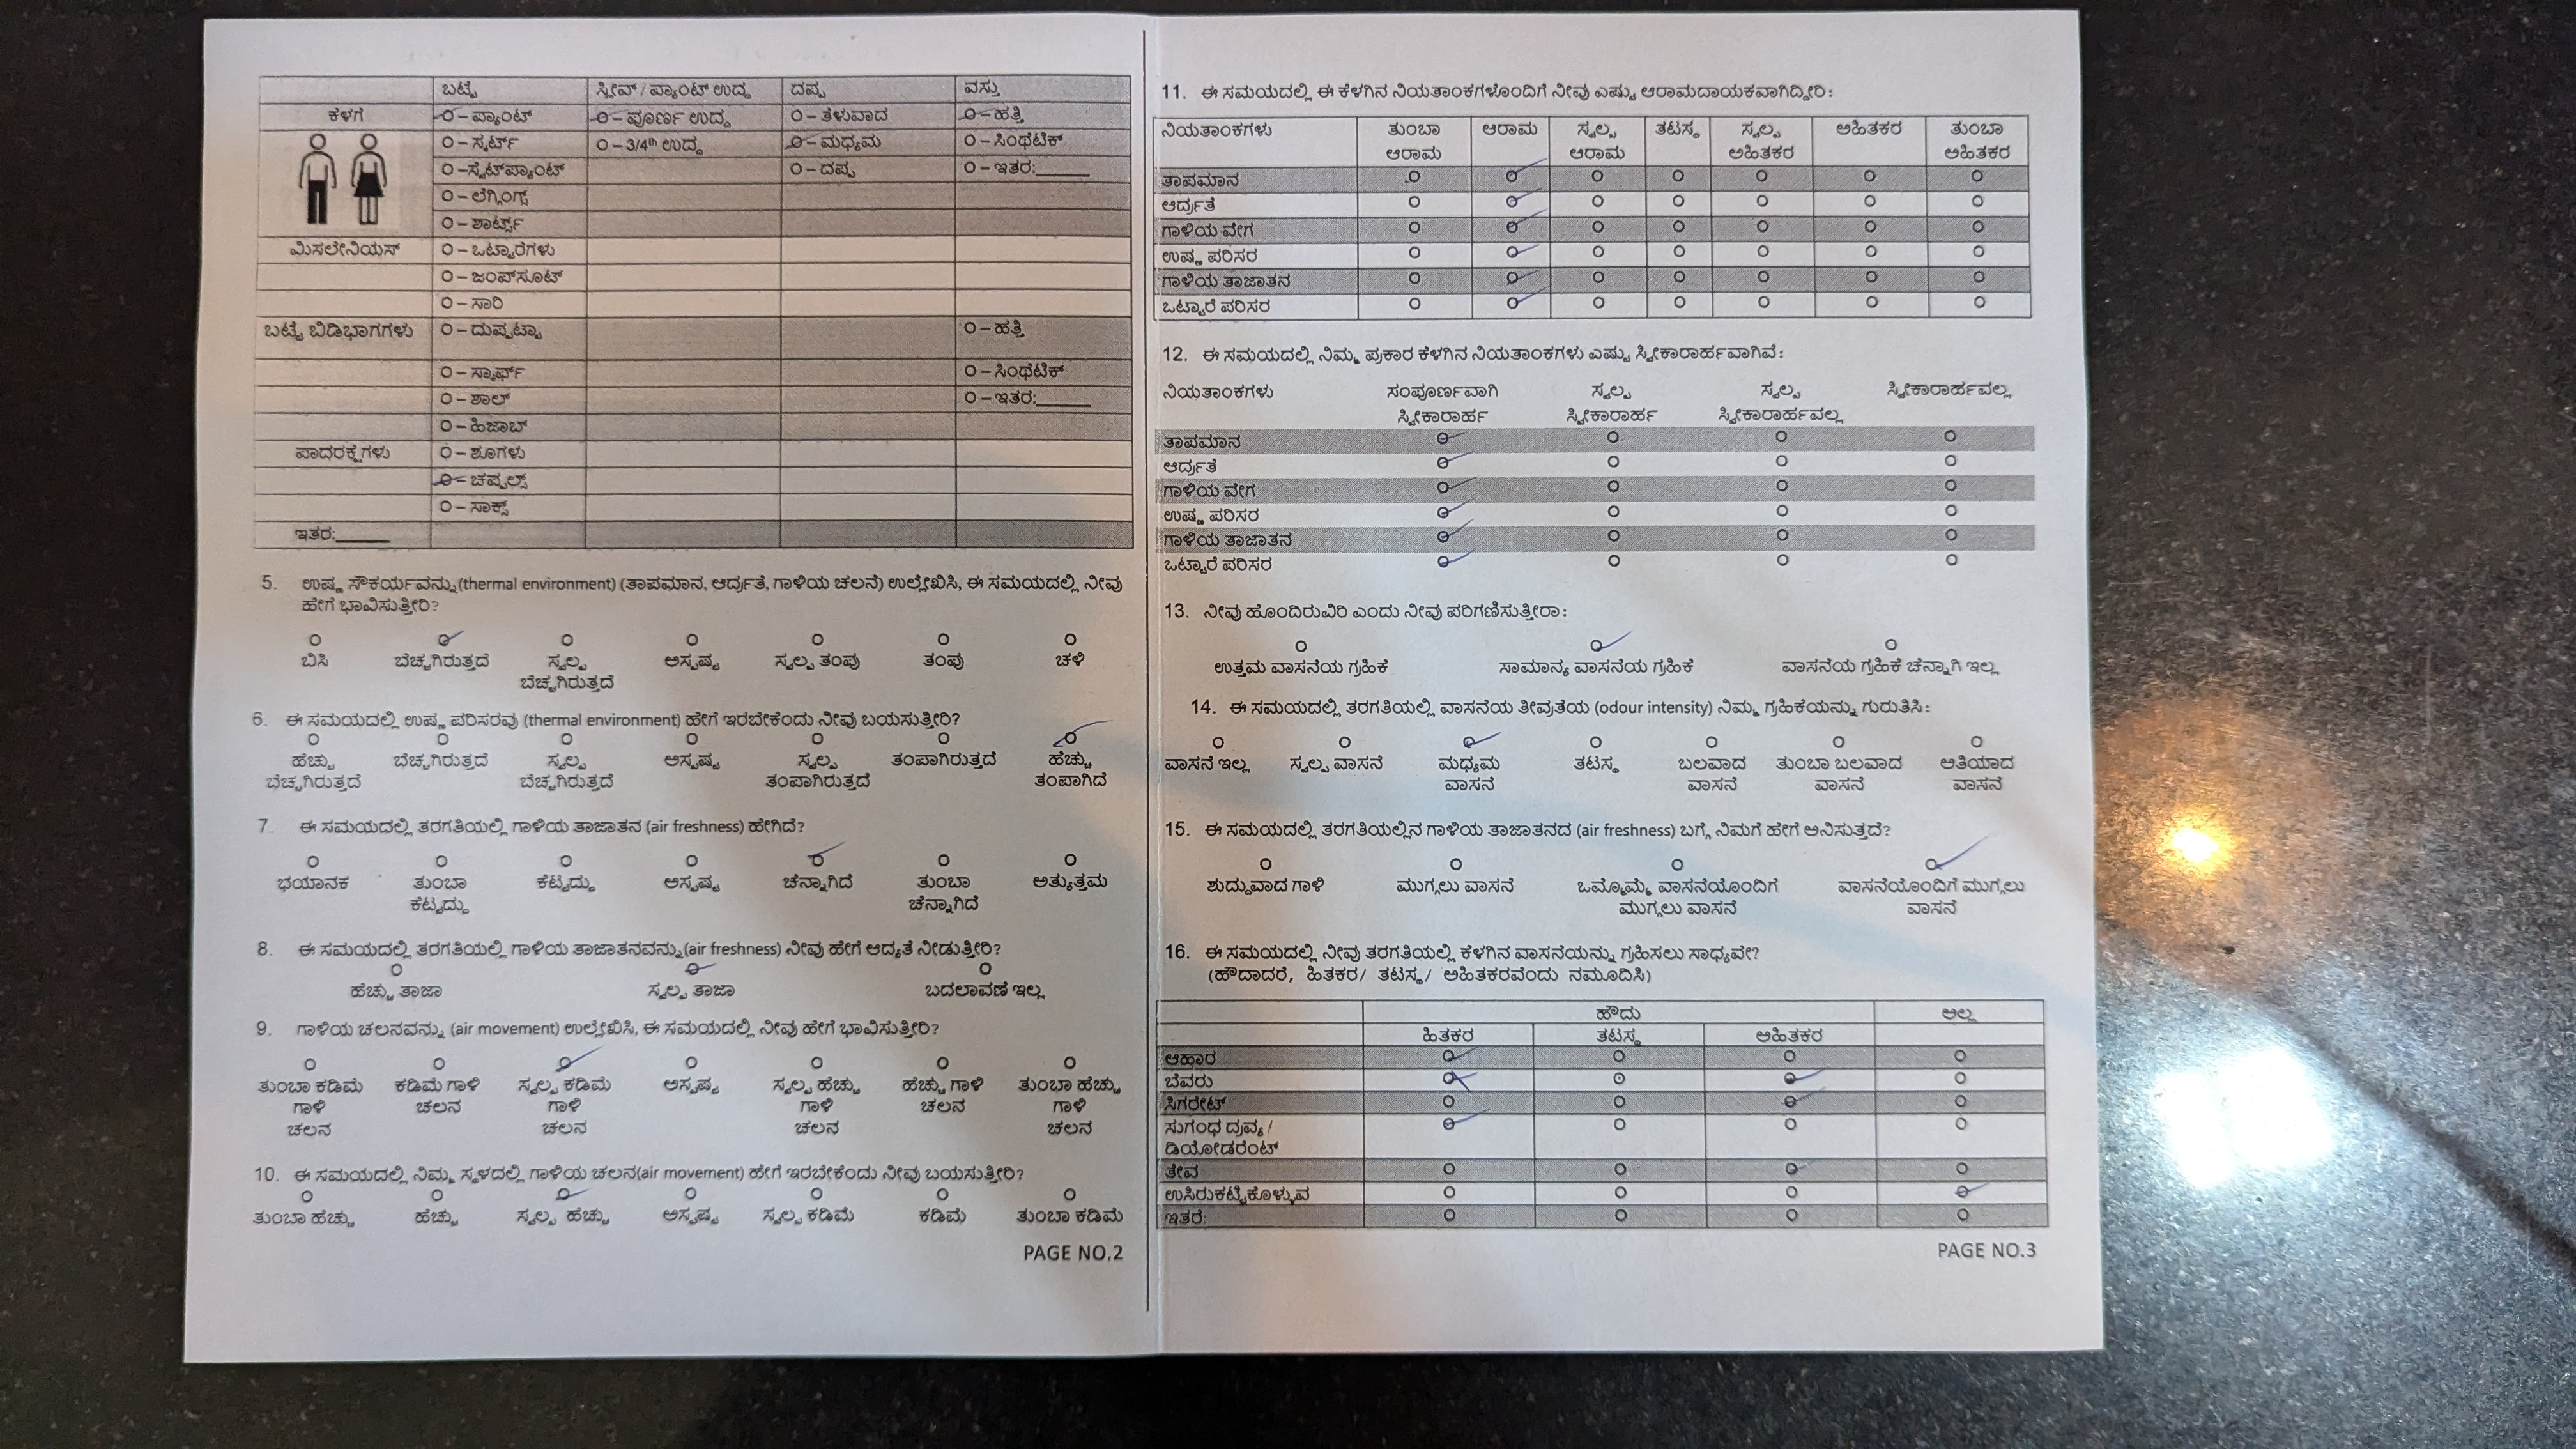 ಬಟ್ಟೆ ಸ್ಲೀವ್ / ಪ್ಯಾಂಟ್ ಉದ್ದ ದಪ್ಪ ವಸ್ತು
ಕೆಳಗೆ O – ಪ್ಯಾಂಟ್ O – ಪೂರ್ಣ ಉದ್ದ O – ತೆಳುವಾದ O – ಹತ್ತಿ
O – ಸ್ಕರ್ಟ್ O – 3/4th ಉದ್ದ O – ಮಧ್ಯಮ O – ಸಿಂಥೆಟಿಕ್
O –ಸ್ವೆಟ್‌ಪ್ಯಾಂಟ್ O – ದಪ್ಪ O – ಇತರ:______
O – ಲೆಗ್ಗಿಂಗ್ಸ್
O – ಶಾರ್ಟ್ಸ್
ಮಿಸಲೇನಿಯಸ್ O – ಒಟ್ಟಾರೆಗಳು
O – ಜಂಪ್‌ಸೂಟ್
O – ಸಾರಿ
ಬಟ್ಟೆ ಬಿಡಿಭಾಗಗಳು O – ದುಪ್ಪಟ್ಟಾ O – ಹತ್ತಿ
O – ಸ್ಕಾರ್ಫ್ O – ಸಿಂಥೆಟಿಕ್
O – ಶಾಲ್ O – ಇತರ:______
O – ಹಿಜಾಬ್
ಪಾದರಕ್ಷೆಗಳು O – ಶೂಗಳು
O – ಚಪ್ಪಲ್ಸ್
O – ಸಾಕ್ಸ್
ಇತರ:______
5. ಉಷ್ಣ ಸೌಕರ್ಯವನ್ನು(thermal environment) (ತಾಪಮಾನ, ಆರ್ದ್ರತೆ, ಗಾಳಿಯ ಚಲನೆ) ಉಲ್ಲೇಖಿಸಿ, ಈ ಸಮಯದಲ್ಲಿ ನೀವು
ಹೇಗೆ ಭಾವಿಸುತ್ತೀರಿ?
O O O O O O O
ಬಿಸಿ ಬೆಚ್ಚಗಿರುತ್ತದೆ ಸ್ವಲ್ಪ ಅಸ್ಪಷ್ಟ ಸ್ವಲ್ಪ ತಂಪು ತಂಪು ಚಳಿ
ಬೆಚ್ಚಗಿರುತ್ತದೆ
6. ಈ ಸಮಯದಲ್ಲಿ ಉಷ್ಣ ಪರಿಸರವು (thermal environment) ಹೇಗೆ ಇರಬೇಕೆಂದು ನೀವು ಬಯಸುತ್ತೀರಿ?
O O O O O O O
ಹೆಚ್ಚು ಬೆಚ್ಚಗಿರುತ್ತದೆ ಸ್ವಲ್ಪ ಅಸ್ಪಷ್ಟ ಸ್ವಲ್ಪ ತಂಪಾಗಿರುತ್ತದೆ ಹೆಚ್ಚು
ಬೆಚ್ಚಗಿರುತ್ತದೆ ಬೆಚ್ಚಗಿರುತ್ತದೆ ತಂಪಾಗಿರುತ್ತದೆ ತಂಪಾಗಿದೆ
7. ಈ ಸಮಯದಲ್ಲಿ ತರಗತಿಯಲ್ಲಿ ಗಾಳಿಯ ತಾಜಾತನ (air freshness) ಹೇಗಿದೆ?
O O O O O O O
ಭಯಾನಕ ತುಂಬಾ ಕೆಟ್ಟದ್ದು ಅಸ್ಪಷ್ಟ ಚೆನ್ನಾಗಿದೆ ತುಂಬಾ ಅತ್ಯುತ್ತಮ
ಕೆಟ್ಟದ್ದು ಚೆನ್ನಾಗಿದೆ
8. ಈ ಸಮಯದಲ್ಲಿ ತರಗತಿಯಲ್ಲಿ ಗಾಳಿಯ ತಾಜಾತನವನ್ನು(air freshness) ನೀವು ಹೇಗೆ ಆದ್ಯತೆ ನೀಡುತ್ತೀರಿ?
O O O
ಹೆಚ್ಚು ತಾಜಾ ಸ್ವಲ್ಪ ತಾಜಾ ಬದಲಾವಣೆ ಇಲ್ಲ
9. ಗಾಳಿಯ ಚಲನವನ್ನು (air movement) ಉಲ್ಲೇಖಿಸಿ, ಈ ಸಮಯದಲ್ಲಿ ನೀವು ಹೇಗೆ ಭಾವಿಸುತ್ತೀರಿ?
O O O O O O O
ತುಂಬಾ ಕಡಿಮೆ ಕಡಿಮೆ ಗಾಳಿ ಸ್ವಲ್ಪ ಕಡಿಮೆ ಅಸ್ಪಷ್ಟ ಸ್ವಲ್ಪ ಹೆಚ್ಚು ಹೆಚ್ಚು ಗಾಳಿ ತುಂಬಾ ಹೆಚ್ಚು
ಗಾಳಿ ಚಲನ ಗಾಳಿ ಗಾಳಿ ಚಲನ ಗಾಳಿ
ಚಲನ ಚಲನ ಚಲನ ಚಲನ
10. ಈ ಸಮಯದಲ್ಲಿ ನಿಮ್ಮ ಸ್ಥಳದಲ್ಲಿ ಗಾಳಿಯ ಚಲನ(air movement) ಹೇಗೆ ಇರಬೇಕೆಂದು ನೀವು ಬಯಸುತ್ತೀರಿ?
O O O O O O O
ತುಂಬಾ ಹೆಚ್ಚು ಹೆಚ್ಚು ಸ್ವಲ್ಪ ಹೆಚ್ಚು ಅಸ್ಪಷ್ಟ ಸ್ವಲ್ಪ ಕಡಿಮೆ ಕಡಿಮೆ ತುಂಬಾ ಕಡಿಮೆ
PAGE NO.2
11. ಈ ಸಮಯದಲ್ಲಿ ಈ ಕೆಳಗಿನ ನಿಯತಾಂಕಗಳೊಂದಿಗೆ ನೀವು ಎಷ್ಟು ಆರಾಮದಾಯಕವಾಗಿದ್ದೀರಿ:
ನಿಯತಾಂಕಗಳು ತುಂಬಾ ಆರಾಮ ಸ್ವಲ್ಪ ತಟಸ್ಥ ಸ್ವಲ್ಪ ಅಹಿತಕರ ತುಂಬಾ
ಆರಾಮ ಆರಾಮ ಅಹಿತಕರ ಅಹಿತಕರ
ತಾಪಮಾನ O O O O O O O
ಆರ್ದ್ರತೆ O O O O O O O
ಗಾಳಿಯ ವೇಗ O O O O O O O
ಉಷ್ಣ ಪರಿಸರ O O O O O O O
ಗಾಳಿಯ ತಾಜಾತನ O O O O O O O
ಒಟ್ಟಾರೆ ಪರಿಸರ O O O O O O O
12. ಈ ಸಮಯದಲ್ಲಿ ನಿಮ್ಮ ಪ್ರಕಾರ ಕೆಳಗಿನ ನಿಯತಾಂಕಗಳು ಎಷ್ಟು ಸ್ವೀಕಾರಾರ್ಹವಾಗಿವೆ:
ನಿಯತಾಂಕಗಳು ಸಂಪೂರ್ಣವಾಗಿ ಸ್ವಲ್ಪ ಸ್ವಲ್ಪ ಸ್ವೀಕಾರಾರ್ಹವಲ್ಲ
ಸ್ವೀಕಾರಾರ್ಹ ಸ್ವೀಕಾರಾರ್ಹ ಸ್ವೀಕಾರಾರ್ಹವಲ್ಲ
ತಾಪಮಾನ O O O O
ಆರ್ದ್ರತೆ O O O O
ಗಾಳಿಯ ವೇಗ O O O O
ಉಷ್ಣ ಪರಿಸರ O O O O
ಗಾಳಿಯ ತಾಜಾತನ O O O O
ಒಟ್ಟಾರೆ ಪರಿಸರ O O O O
13. ನೀವು ಹೊಂದಿರುವಿರಿ ಎಂದು ನೀವು ಪರಿಗಣಿಸುತ್ತೀರಾ:
O O O
ಉತ್ತಮ ವಾಸನೆಯ ಗ್ರಹಿಕೆ ಸಾಮಾನ್ಯ ವಾಸನೆಯ ಗ್ರಹಿಕೆ ವಾಸನೆಯ ಗ್ರಹಿಕೆ ಚೆನ್ನಾಗಿ ಇಲ್ಲ
14. ಈ ಸಮಯದಲ್ಲಿ ತರಗತಿಯಲ್ಲಿ ವಾಸನೆಯ ತೀವ್ರತೆಯ (odour intensity) ನಿಮ್ಮ ಗ್ರಹಿಕೆಯನ್ನು ಗುರುತಿಸಿ:
O O O O O O O
ವಾಸನೆ ಇಲ್ಲ ಸ್ವಲ್ಪ ವಾಸನೆ ಮಧ್ಯಮ ತಟಸ್ಥ ಬಲವಾದ ತುಂಬಾ ಬಲವಾದ ಅತಿಯಾದ
ವಾಸನೆ ವಾಸನೆ ವಾಸನೆ ವಾಸನೆ
15. ಈ ಸಮಯದಲ್ಲಿ ತರಗತಿಯಲ್ಲಿನ ಗಾಳಿಯ ತಾಜಾತನದ (air freshness) ಬಗ್ಗೆ ನಿಮಗೆ ಹೇಗೆ ಅನಿಸುತ್ತದೆ?
O O O O
ಶುದ್ಧವಾದ ಗಾಳಿ ಮುಗ್ಗಲು ವಾಸನೆ ಒಮ್ಮೊಮ್ಮೆ ವಾಸನೆಯೊಂದಿಗೆ ವಾಸನೆಯೊಂದಿಗೆ ಮುಗ್ಗಲು
ಮುಗ್ಗಲು ವಾಸನೆ ವಾಸನೆ
16. ಈ ಸಮಯದಲ್ಲಿ ನೀವು ತರಗತಿಯಲ್ಲಿ ಕೆಳಗಿನ ವಾಸನೆಯನ್ನು ಗ್ರಹಿಸಲು ಸಾಧ್ಯವೇ?
(ಹೌದಾದರೆ, ಹಿತಕರ/ ತಟಸ್ಥ/ ಅಹಿತಕರವೆಂದು ನಮೂದಿಸಿ)
ಹೌದು ಅಲ್ಲ
ಹಿತಕರ ತಟಸ್ಥ ಅಹಿತಕರ
ಆಹಾರ O O O O
ಬೆವರು O O O O
ಸಿಗರೇಟ್ O O O O
ಸುಗಂಧ ದ್ರವ್ಯ / O O O O
ಡಿಯೋಡರೆಂಟ್
ತೇವ O O O O
ಉಸಿರುಕಟ್ಟಿಕೊಳ್ಳುವ O O O O
ಇತರೆ: O O O O
PAGE NO.3